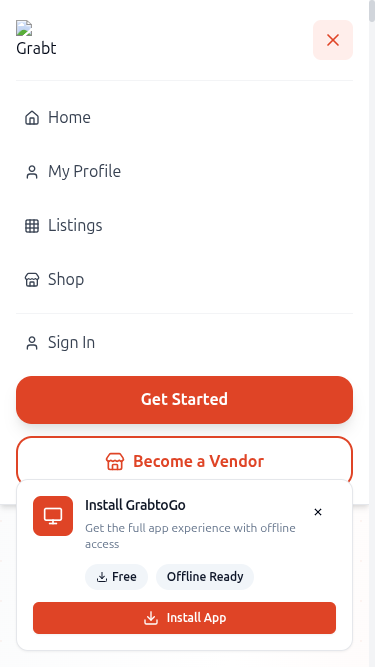 Grabt
Home
My Profile
Listings
Shop
Sign In
Get Started
Become a Vendor
Install GrabtoGo
Get the full app experience with offline
access
Free
Offline Ready
Install App